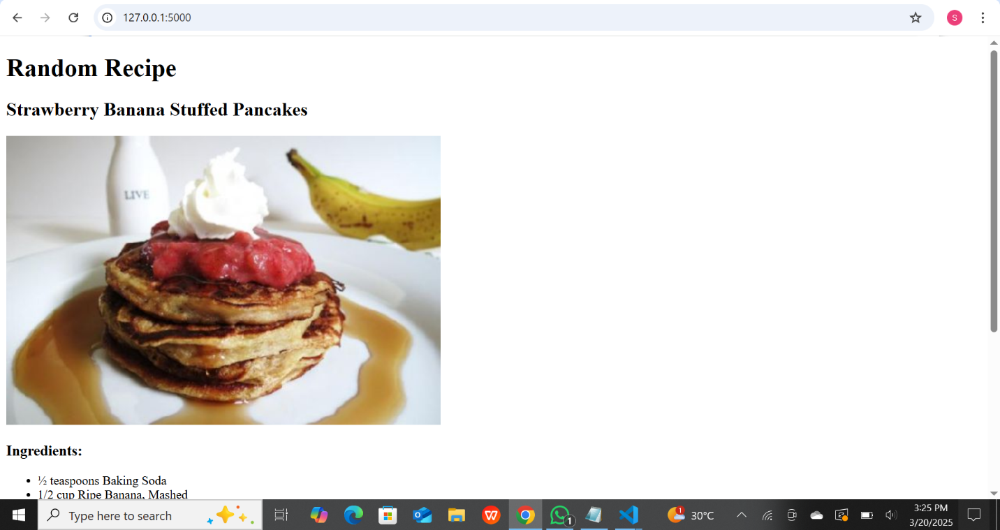 127.0.0.1:5000
S
Random Recipe
Strawberry Banana Stuffed Pancakes
LIVE
Ingredients:
½ teaspoons Baking Soda
1/2 cup Ripe Banana, Mashed
Type here to search
W
1
1
30°C
3:25 PM
3/20/2025